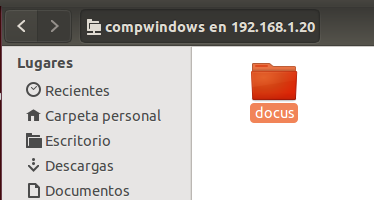 compwindows en 192.168.1.20
Lugares
Recientes
Carpeta personal
Escritorio
Descargas
Documentos
docus